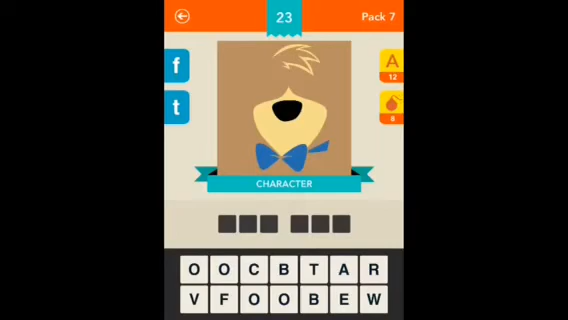 23
Pack 7
f
A
12
t
8
CHARACTER
O O C B T A R
V F O O B E W